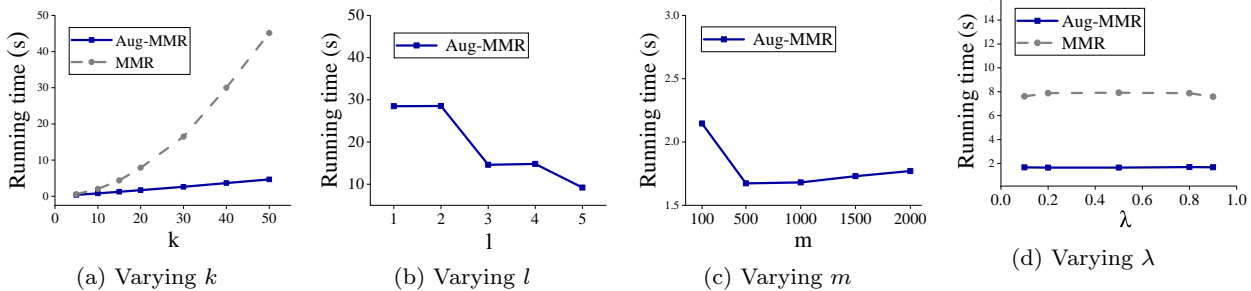 50
40
30
20
10
0
Running time (s)
Aug-MMR
MMR
0 10 20 30 40 50
k
(a) Varying k
50
40
30
20
10
Running time (s)
Aug-MMR
1 2 3 4 5
l
(b) Varying l
3.0
2.5
2.0
1.5
Running time (s)
Aug-MMR
100 500 1000 1500 2000
m
(c) Varying m
14
12
10
8
6
4
2
Running time (s)
Aug-MMR
MMR
0.0 0.2 0.4 0.6 0.8 1.0
λ
(d) Varying λ